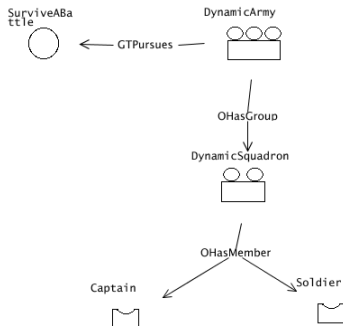 SurviveABa
ttle
DynamicArmy
GTPursues
OHasGroup
DynamicSquadron
OHasMember
Captain
Soldier